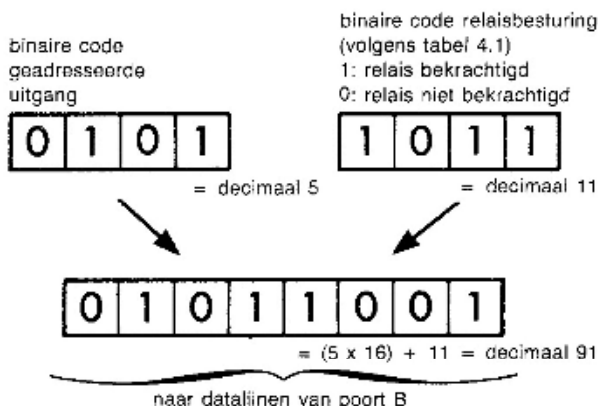 binaire code
geadresseerde
uitgang
0 1 0 1
= decimaal 5
binaire code relaisbesturing
(volgens tabel 4.1)
1: relais bekrachtigd
0: relais niet bekrachtigd
1 0 1 1
= decimaal 11
0 1 0 1 1 0 0 1
= (5 x 16) + 11 = decimaal 91
naar datalijnen van poort B